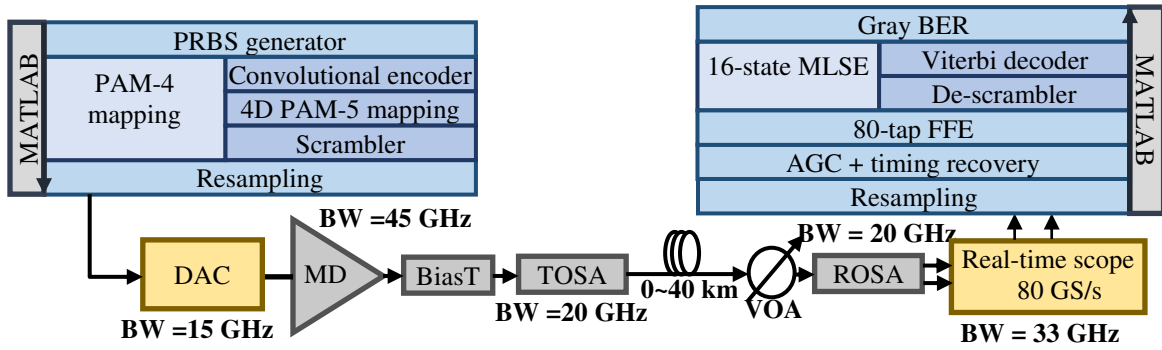 MATLAB
PRBS generator
PAM-4
mapping
Convolutional encoder
4D PAM-5 mapping
Scrambler
Resampling
Gray BER
16-state MLSE
Viterbi decoder
De-scrambler
80-tap FFE
AGC + timing recovery
Resampling
MATLAB
DAC
BW =15 GHz
BW =45 GHz
MD
BiasT
TOSA
BW =20 GHz
0~40 km
VOA
BW = 20 GHz
ROSA
Real-time scope
80 GS/s
BW = 33 GHz